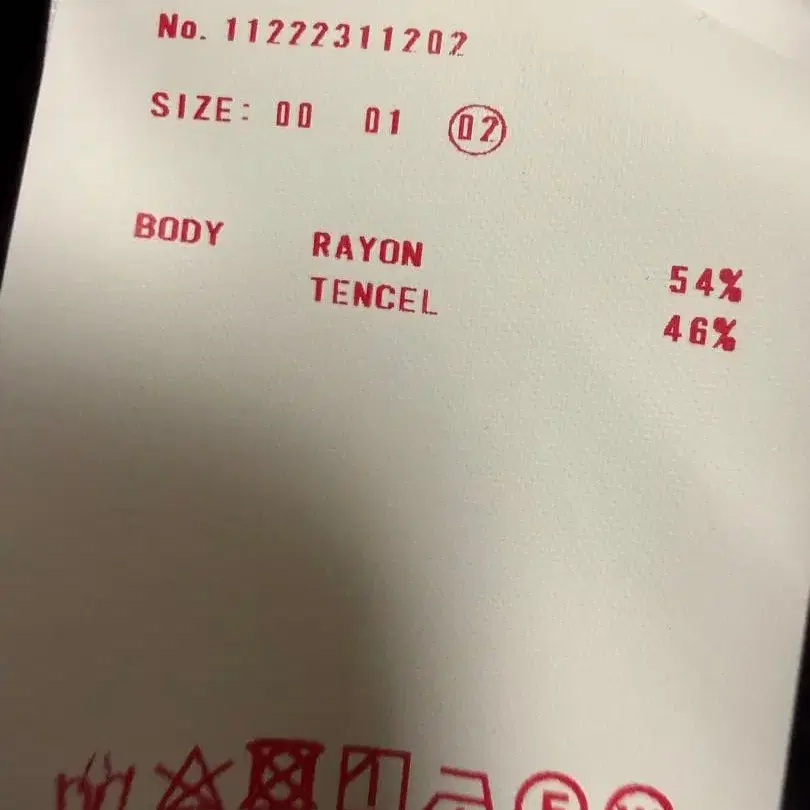 No. 11222311202
SIZE: 00 01 02
BODY RAYON 54%
TENCEL 46%